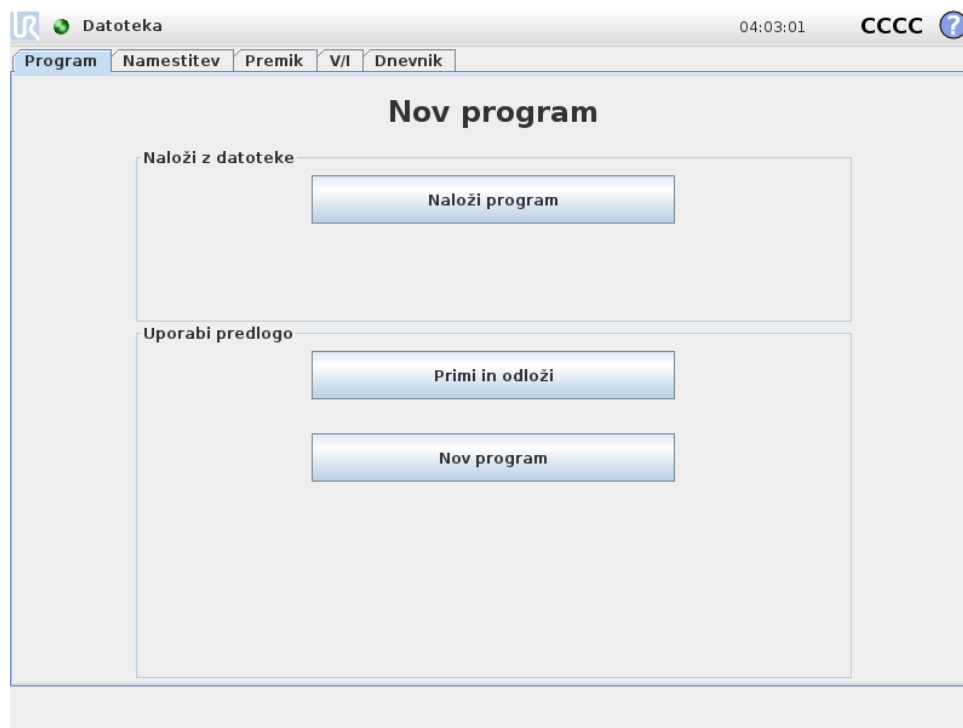 UR Datoteka 04:03:01 CCCC ?
Program Namestitev Premik V/I Dnevnik
Nov program
Naloži z datoteke
Naloži program
Uporabi predlogo
Primi in odloži
Nov program